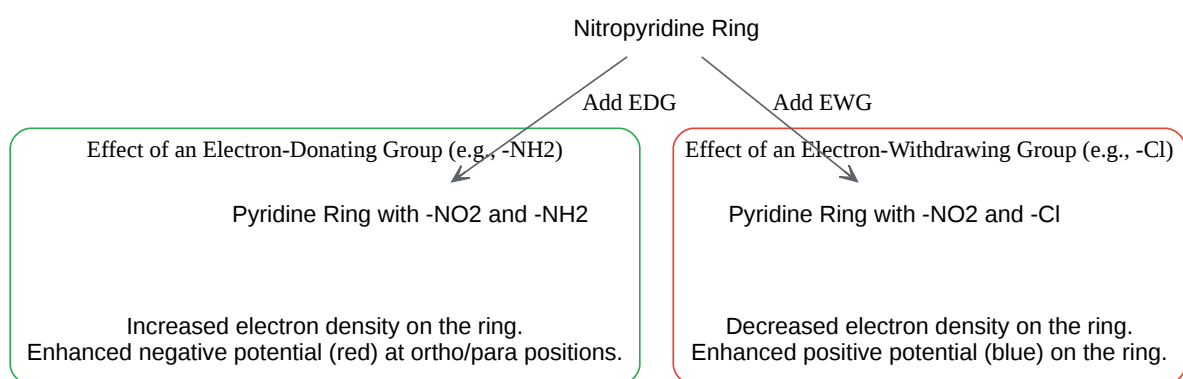 Nitropyridine Ring
Add EDG
Add EWG
Effect of an Electron-Donating Group (e.g., -NH2)
Pyridine Ring with -NO2 and -NH2
Increased electron density on the ring.
Enhanced negative potential (red) at ortho/para positions.
Effect of an Electron-Withdrawing Group (e.g., -Cl)
Pyridine Ring with -NO2 and -Cl
Decreased electron density on the ring.
Enhanced positive potential (blue) on the ring.